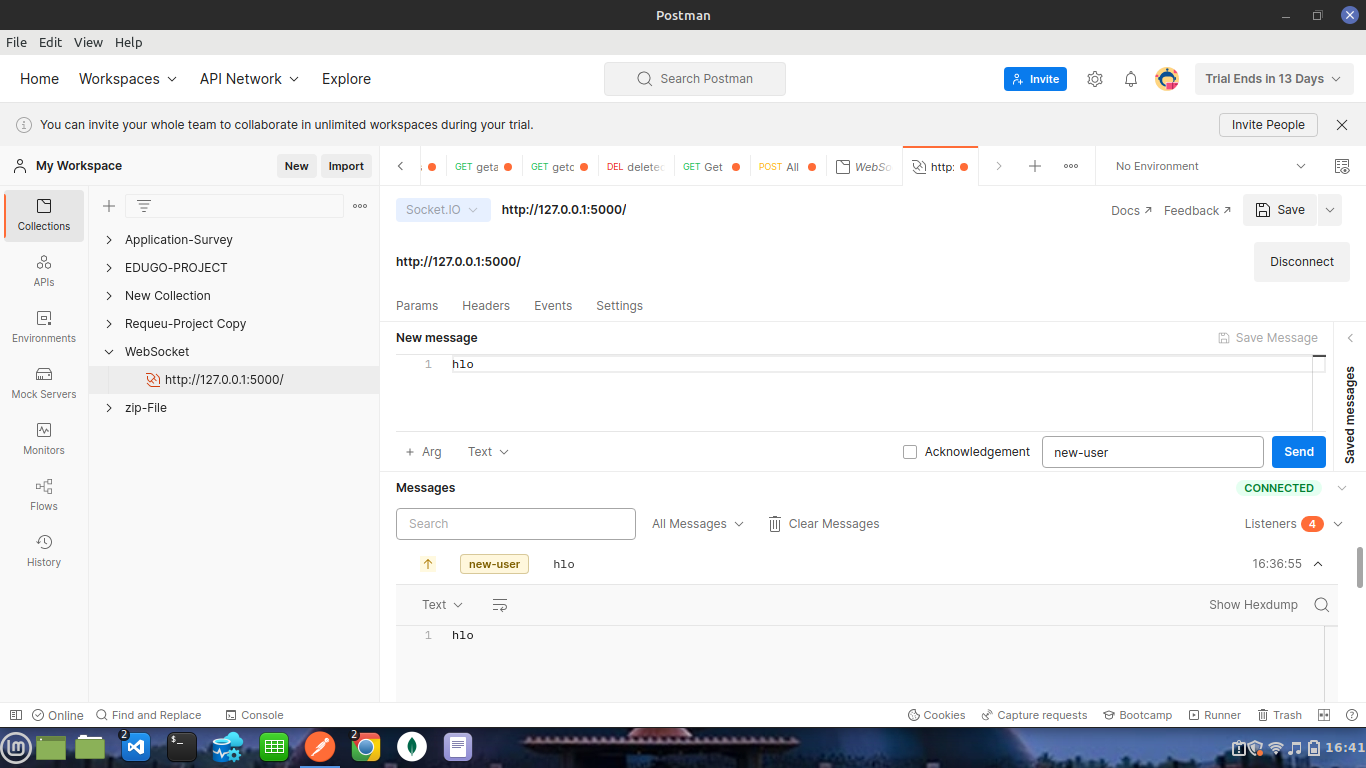 Postman
File Edit View Help
Home Workspaces API Network Explore Search Postman Invite Trial Ends in 13 Days
You can invite your whole team to collaborate in unlimited workspaces during your trial. Invite People
My Workspace New Import
GET geta GET getc DEL deletec GET Get POST All WebSo http: No Environment
Collections
APIs
Environments
Mock Servers
Monitors
Flows
History
Application-Survey
EDUGO-PROJECT
New Collection
Requeu-Project Copy
WebSocket
http://127.0.0.1:5000/
zip-File
Socket.IO http://127.0.0.1:5000/ Docs Feedback Save
http://127.0.0.1:5000/ Disconnect
Params Headers Events Settings
New message Save Message
1 hlo
Saved messages
+ Arg Text Acknowledgement new-user Send
Messages CONNECTED
Search All Messages Clear Messages Listeners 4
new-user hlo 16:36:55
Text Show Hexdump
1 hlo
Online Find and Replace Console Cookies Capture requests Bootcamp Runner Trash
2 2 16:41